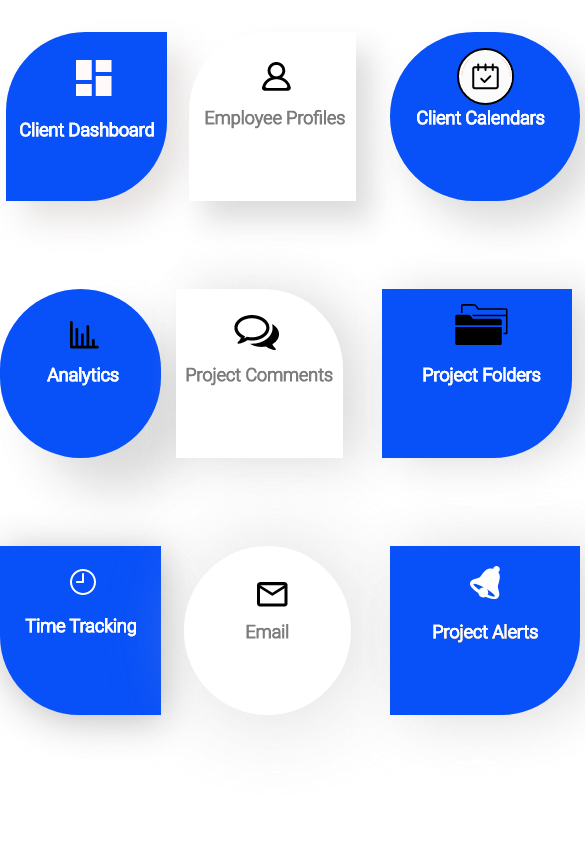 Client Dashboard
Employee Profiles
Client Calendars
Analytics
Project Comments
Project Folders
Time Tracking
Email
Project Alerts